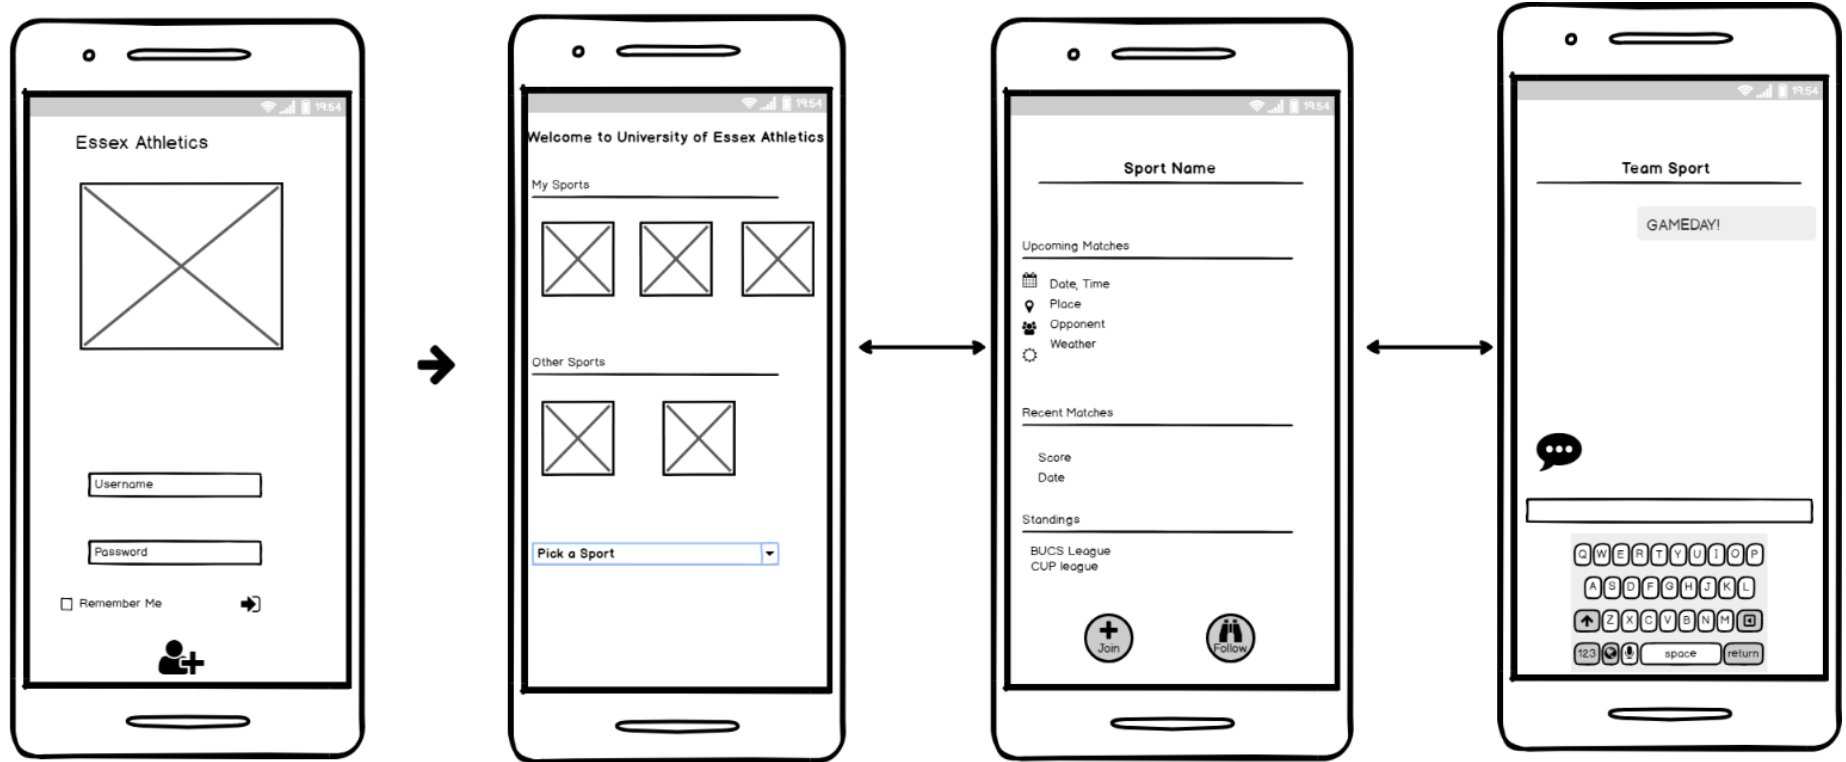 19:54
Essex Athletics
Username
Password
Remember Me
19:54
Welcome to University of Essex Athletics
My Sports
Other Sports
Pick a Sport
19:54
Sport Name
Upcoming Matches
Date, Time
Place
Opponent
Weather
Recent Matches
Score
Date
Standings
BUCS League
CUP league
Join
Follow
19:54
Team Sport
GAMEDAY!
Q W E R T Y U I O P
A S D F G H J K L
Z X C V B N M
123 space return